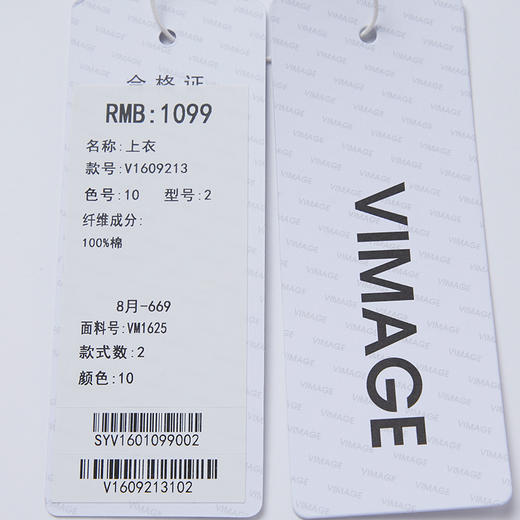 合格证
RMB:1099
名称:上衣
款号:V1609213
色号:10 型号:2
纤维成分:
100%棉
8月-669
面料号:VM1625
款式数:2
颜色:10
SYV1601099002
V1609213102
VIMAGE